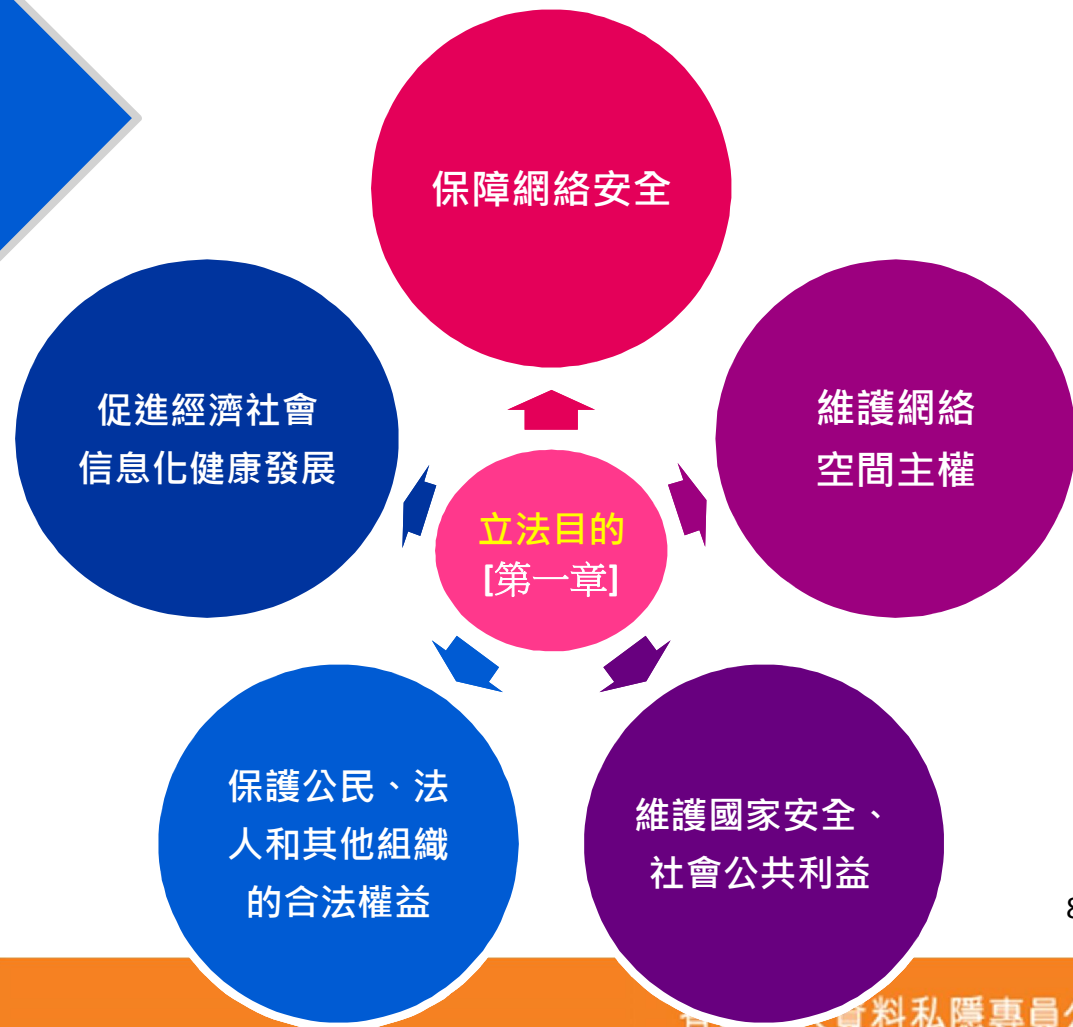 保障網絡安全
維護網絡
空間主權
維護國家安全、
社會公共利益
保護公民、法
人和其他組織
的合法權益
促進經濟社會
信息化健康發展
立法目的
[第一章]
8
資料私隱專員